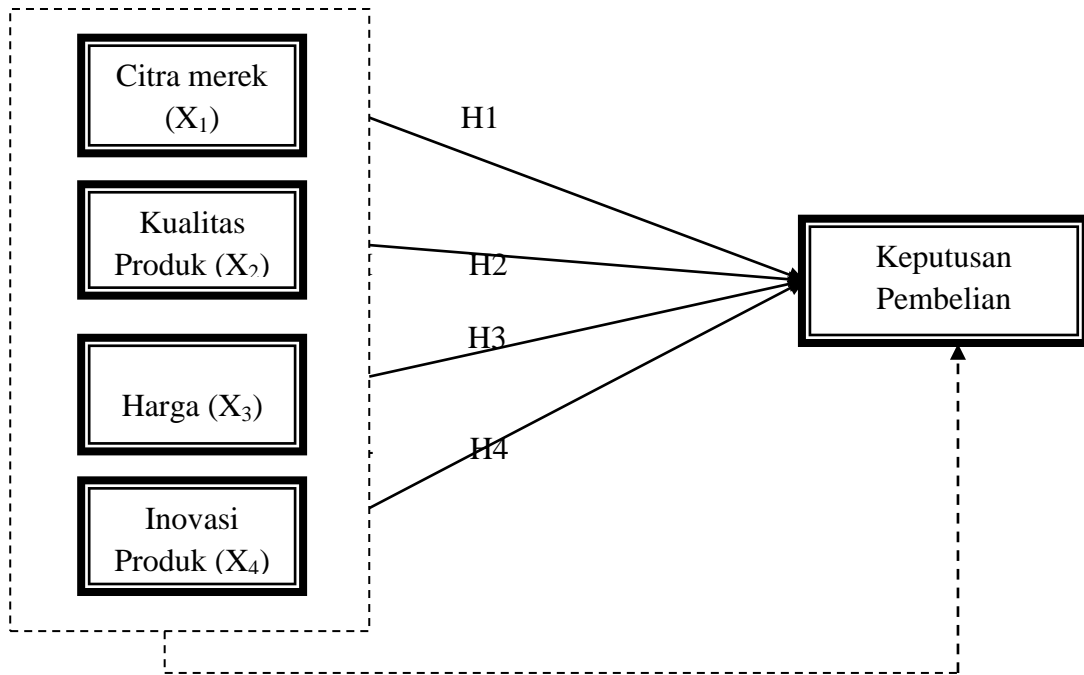 Citra merek
(X₁)
H1
Kualitas
Produk (X₂)
H2
Keputusan
Pembelian
H3
Harga (X₃)
H4
Inovasi
Produk (X₄)